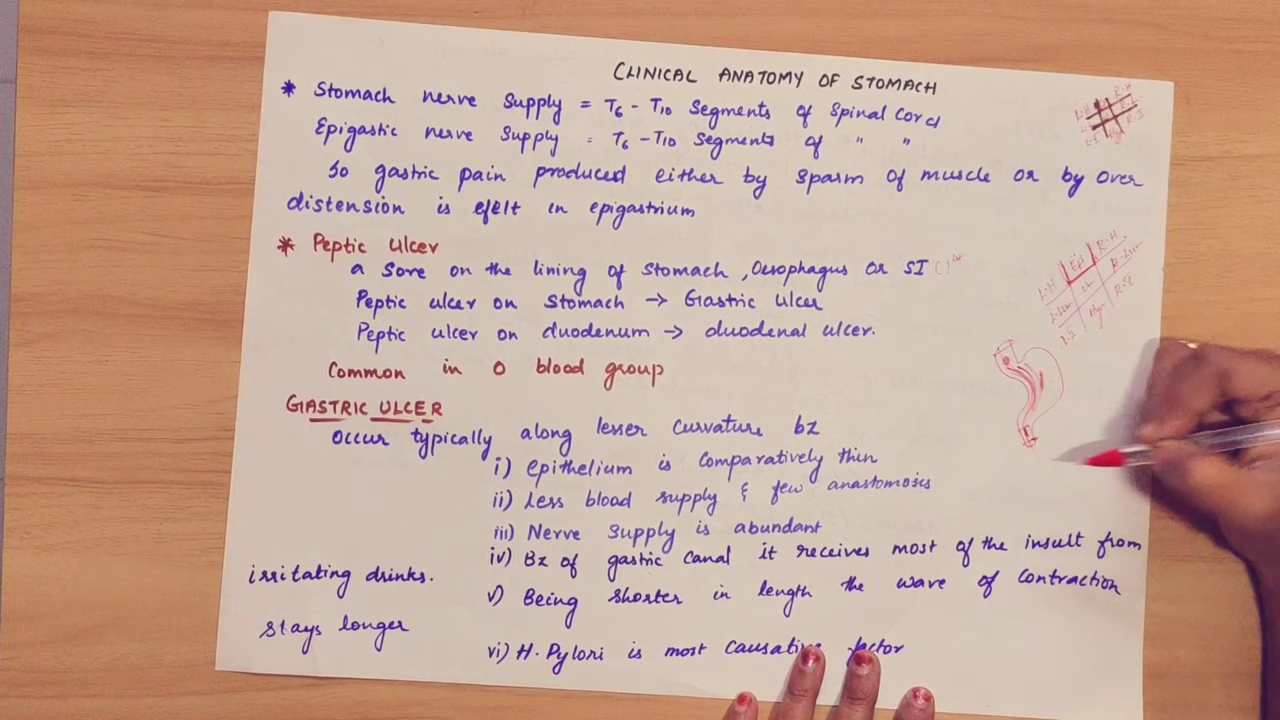 CLINICAL ANATOMY OF STOMACH
* Stomach nerve supply = T6 - T10 segments of spinal cord
Epigastic nerve supply = T6 - T10 segments of " "
So gastric pain produced either by spasm of muscle or by over
distension is efelt in epigastrium
* Peptic ulcer
a sore on the lining of stomach, Oesophagus or SI
Peptic ulcer on stomach → Gastric ulcer
Peptic ulcer on duodenum → duodenal ulcer.
Common in O blood group
GASTRIC ULCER
Occur typically along lesser curvature bz
i) epithelium is comparatively thin
ii) less blood supply & few anastomosis
iii) Nerve supply is abundant
iv) Bz of gastric canal it receives most of the insult from
irritating drinks.
v) Being shorter in length the wave of contraction
stays longer
vi) H. Pylori is most causative factor
L.H Epi R.H
R.I
L.I